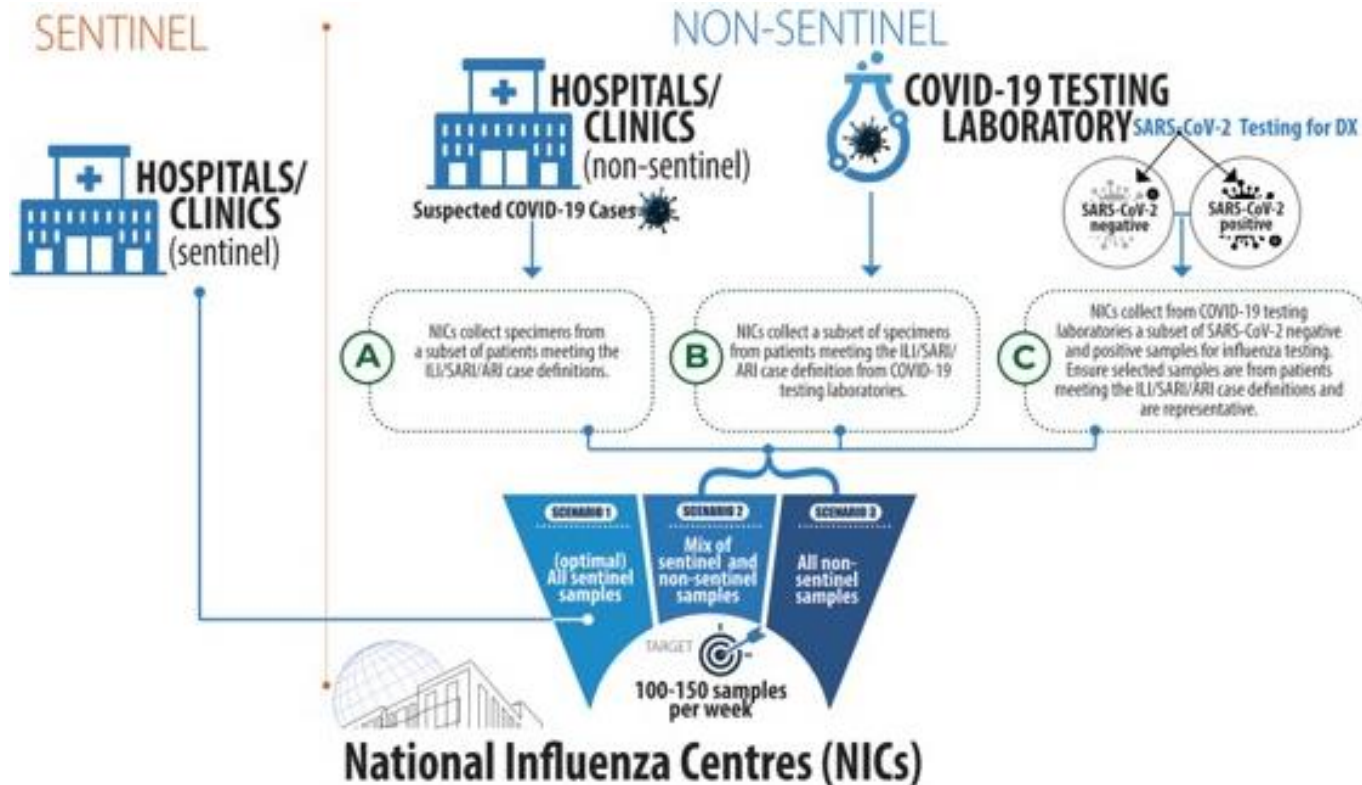 SENTINEL
NON-SENTINEL
HOSPITALS/
CLINICS
(sentinel)
HOSPITALS/
CLINICS
(non-sentinel)
Suspected COVID-19 Cases
COVID-19 TESTING
LABORATORY
SARS-CoV-2 Testing for DX
SARS-CoV-2
negative
SARS-CoV-2
positive
A
NICs collect specimens from
a subset of patients meeting the
ILI/SARI/ARI case definitions.
B
NICs collect a subset of specimens
from patients meeting the ILI/SARI/
ARI case definition from COVID-19
testing laboratories.
C
NICs collect from COVID-19 testing
laboratories a subset of SARS-CoV-2 negative
and positive samples for influenza testing.
Ensure selected samples are from patients
meeting the ILI/SARI/ARI case definitions and
are representative.
SCENARIO 1
(optimal)
All sentinel
samples
SCENARIO 2
Mix of
sentinel and
non-sentinel
samples
SCENARIO 3
All non-
sentinel
samples
TARGET
100-150 samples
per week
National Influenza Centres (NICs)